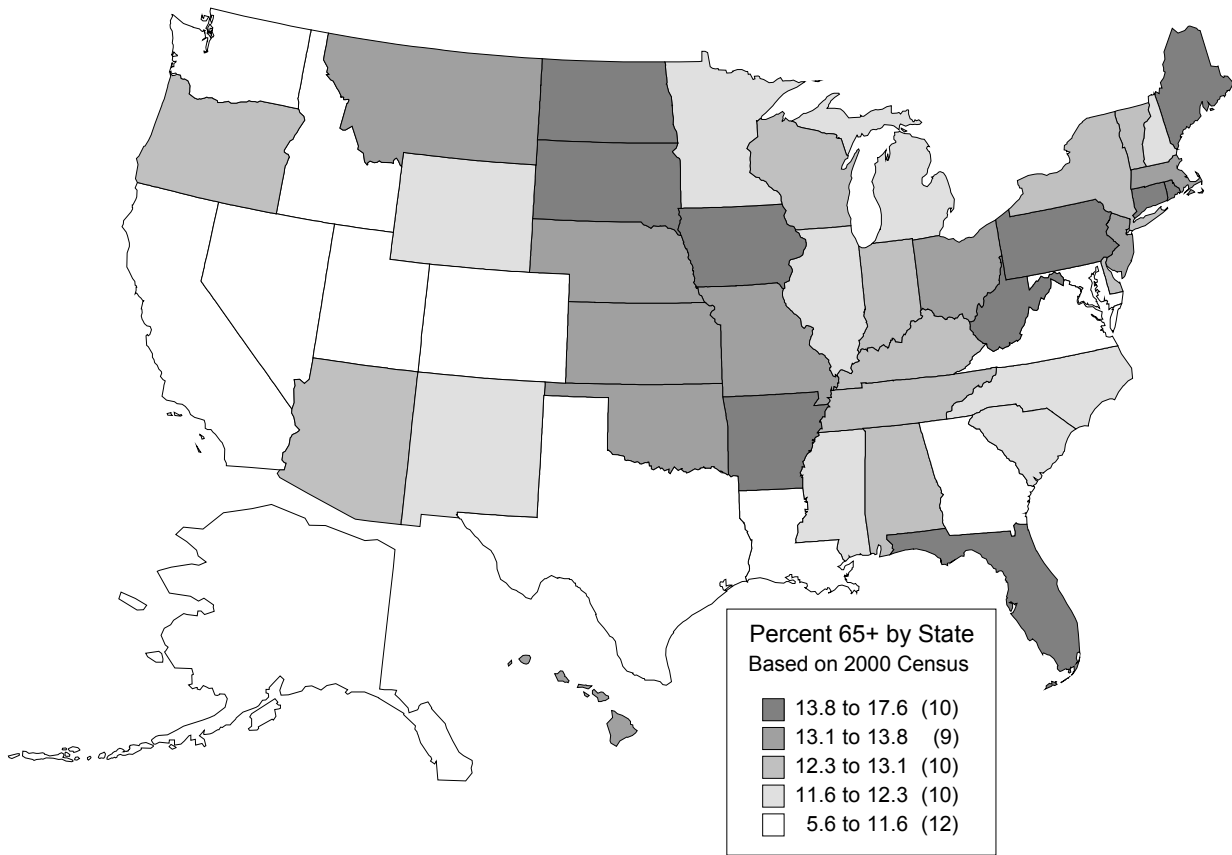 Percent 65+ by State
Based on 2000 Census
13.8 to 17.6 (10)
13.1 to 13.8 (9)
12.3 to 13.1 (10)
11.6 to 12.3 (10)
5.6 to 11.6 (12)